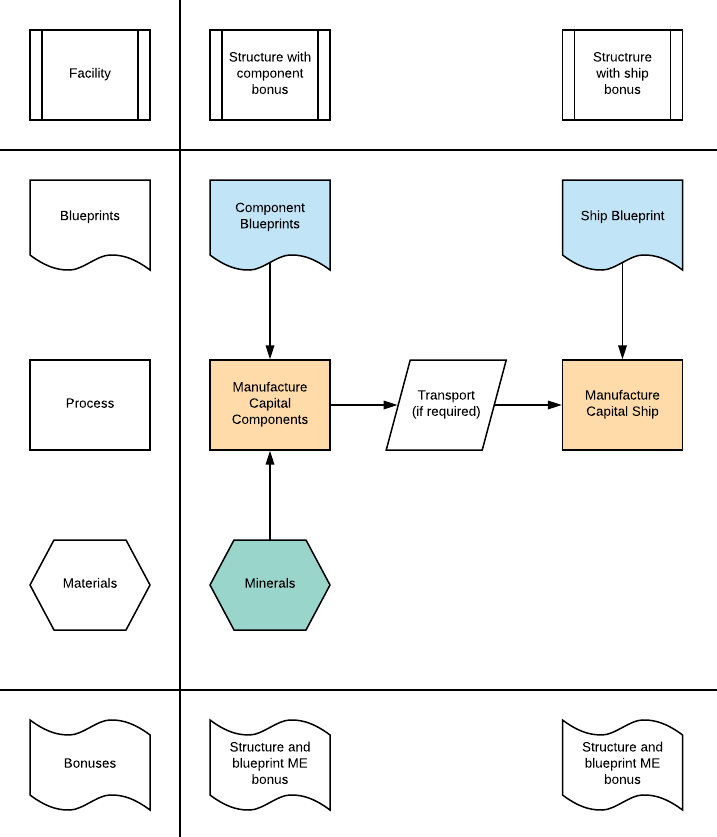 Facility
Structure with
component
bonus
Structrure
with ship
bonus
Blueprints
Component
Blueprints
Ship Blueprint
Process
Manufacture
Capital
Components
Transport
(if required)
Manufacture
Capital Ship
Materials
Minerals
Bonuses
Structure and
blueprint ME
bonus
Structure and
blueprint ME
bonus